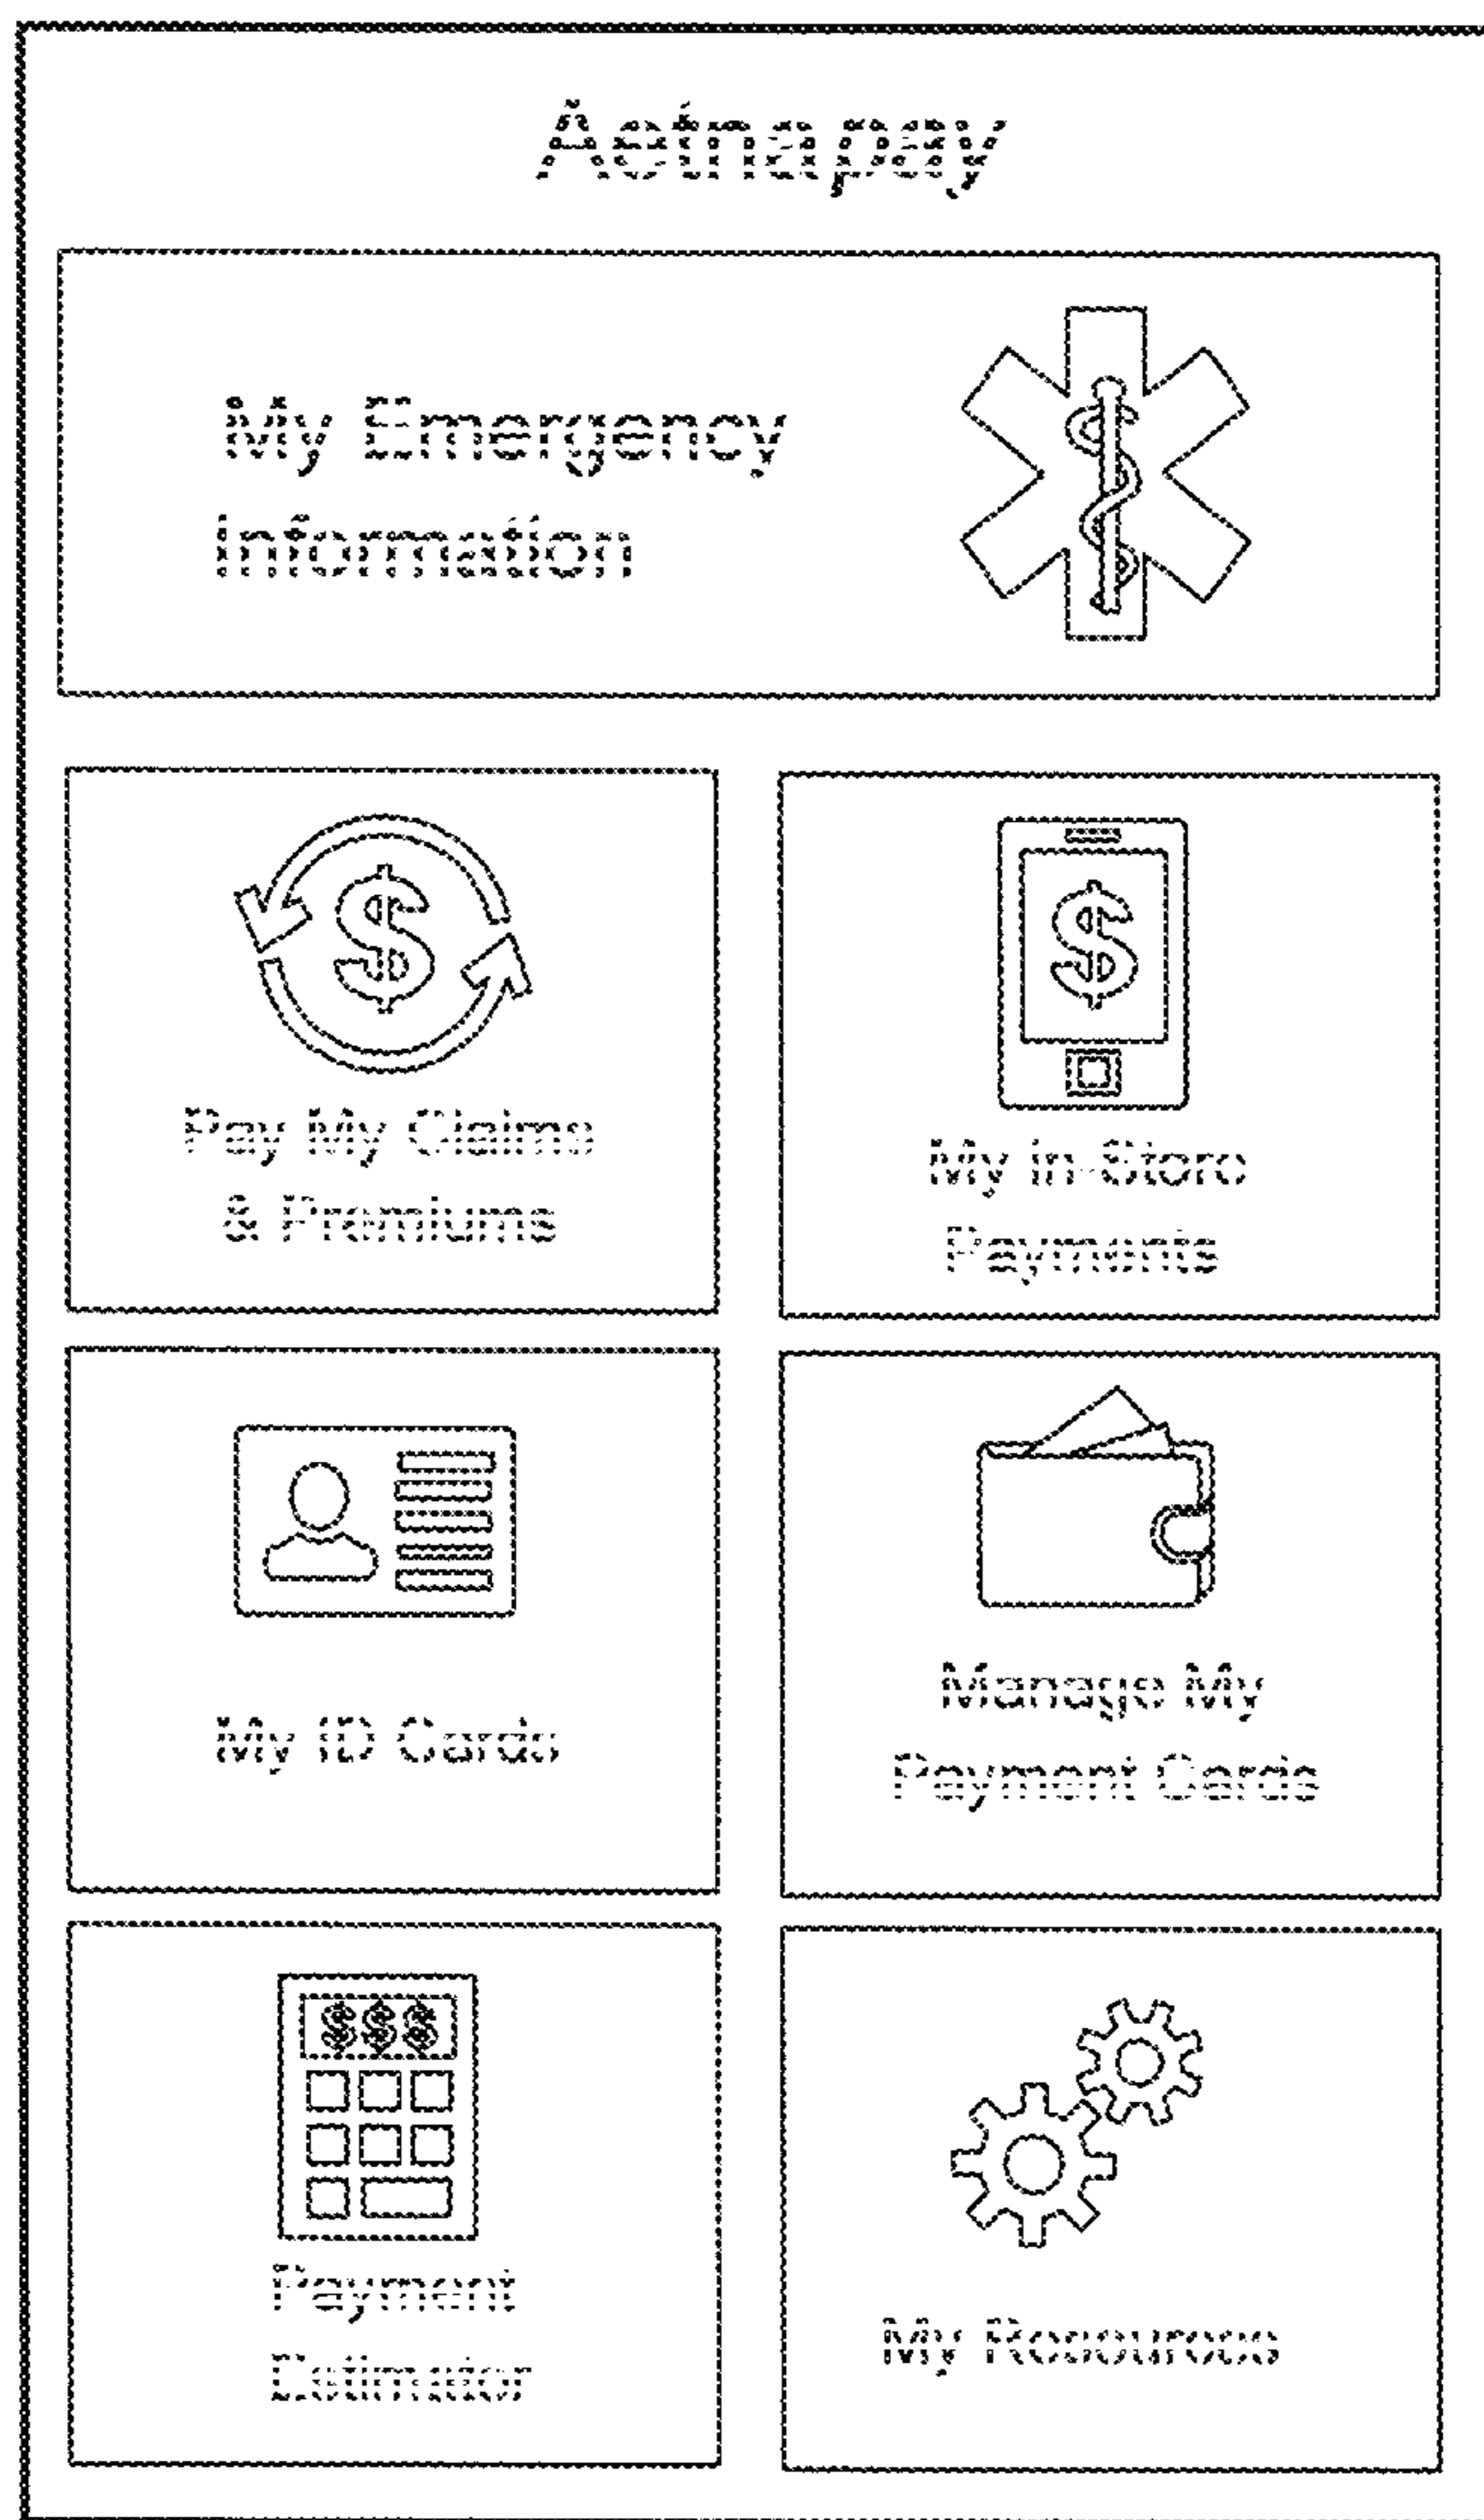 Aetnapay
My Emergency
Information
Pay My Claims
& Premiums
My in-Store
Payments
My ID Cards
Manage My
Payment Cards
$$$
Payment
Estimator
My Resources